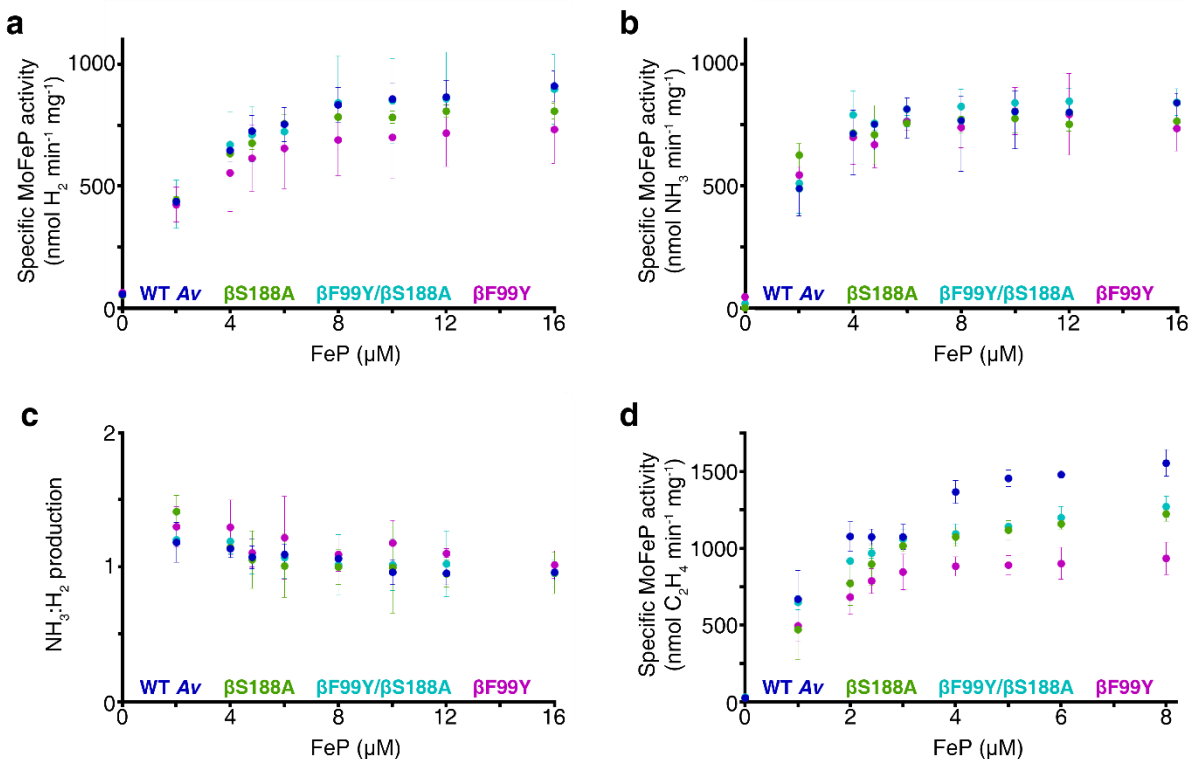 a
Specific MoFeP activity
(nmol H₂ min⁻¹ mg⁻¹)
1000
500
0
WT Av βS188A βF99Y/βS188A βF99Y
0 4 8 12 16
FeP (µM)
b
Specific MoFeP activity
(nmol NH₃ min⁻¹ mg⁻¹)
1000
500
0
WT Av βS188A βF99Y/βS188A βF99Y
0 4 8 12 16
FeP (µM)
c
NH₃:H₂ production
2
1
0
WT Av βS188A βF99Y/βS188A βF99Y
0 4 8 12 16
FeP (µM)
d
Specific MoFeP activity
(nmol C₂H₄ min⁻¹ mg⁻¹)
1500
1000
500
0
WT Av βS188A βF99Y/βS188A βF99Y
0 2 4 6 8
FeP (µM)